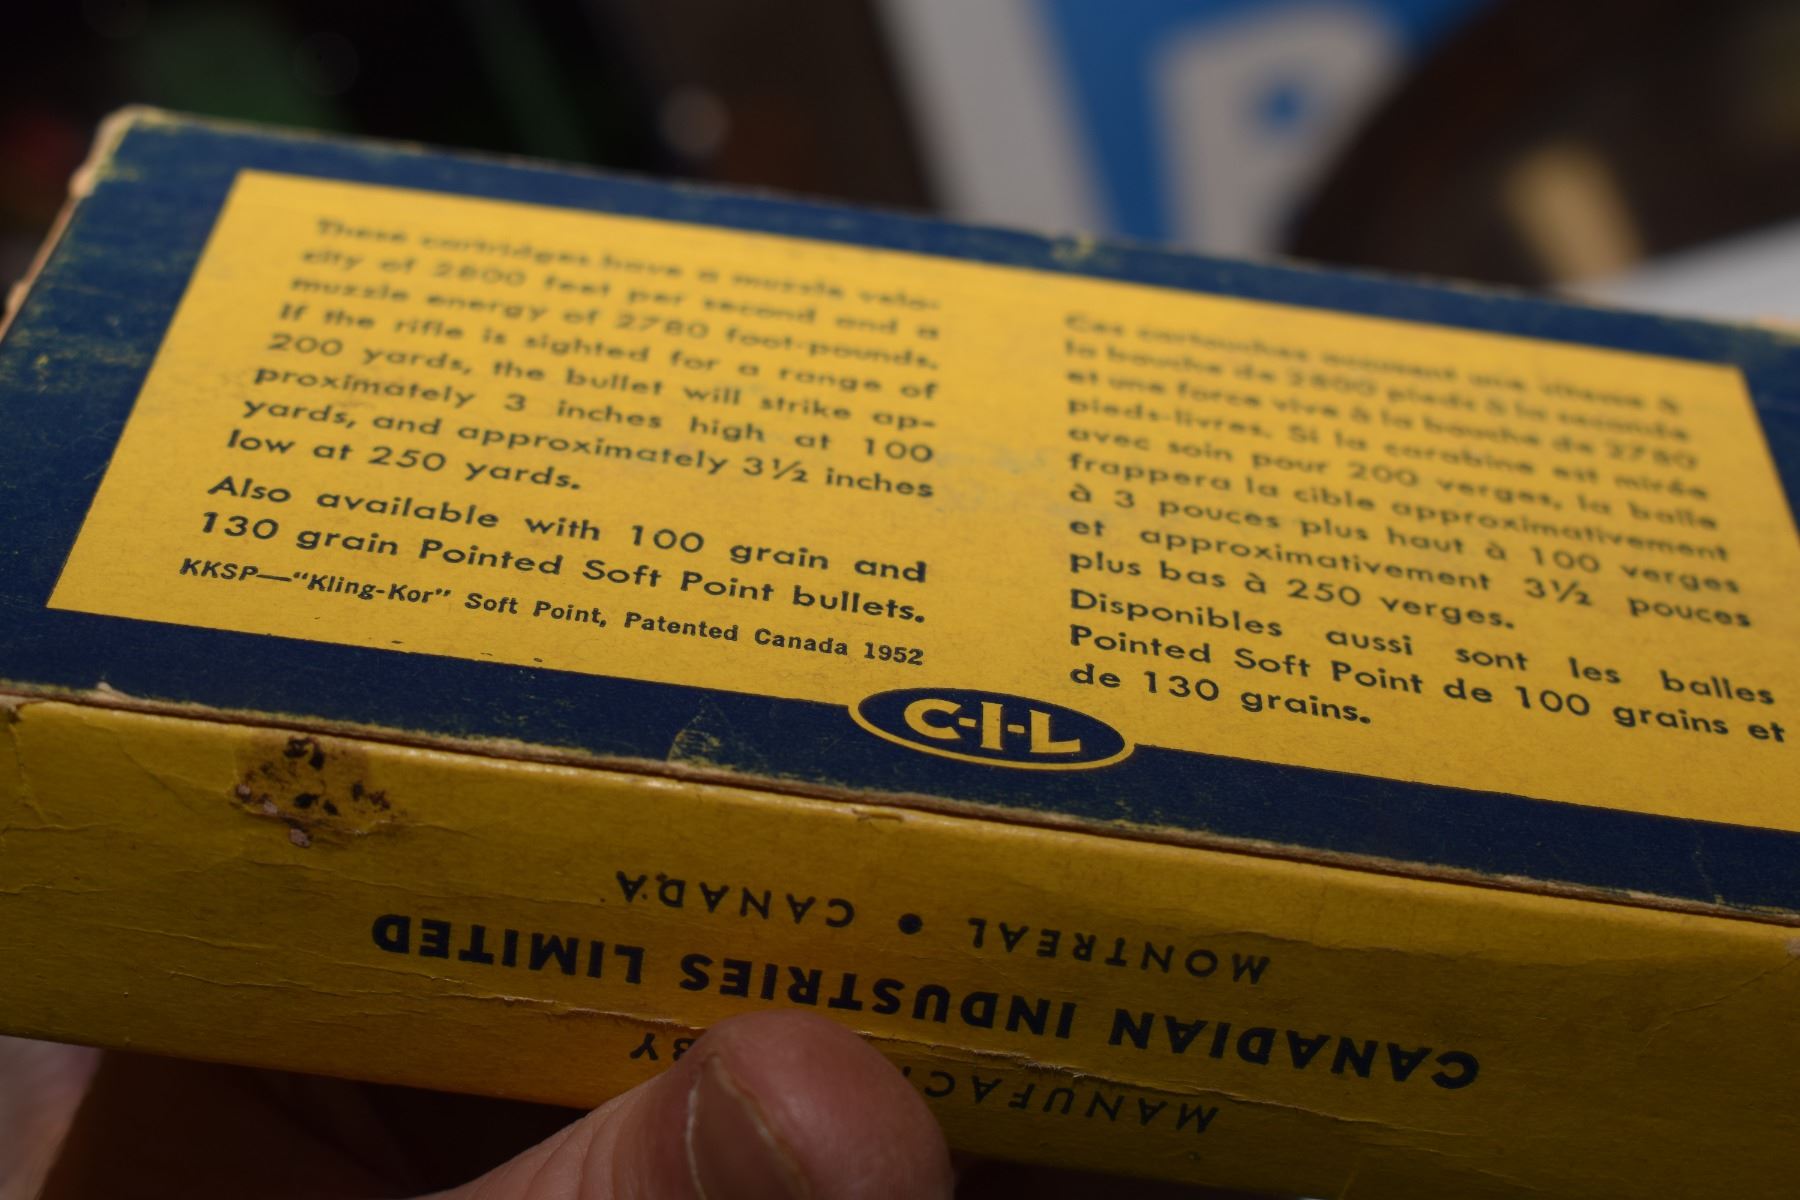 These cartridges have a muzzle velo-
city of 2800 feet per second and a
muzzle energy of 2780 foot-pounds.
If the rifle is sighted for a range of
200 yards, the bullet will strike ap-
proximately 3 inches high at 100
yards, and approximately 3½ inches
low at 250 yards.
Also available with 100 grain and
130 grain Pointed Soft Point bullets.
KKSP—"Kling-Kor" Soft Point, Patented Canada 1952
Ces cartouches accusent une vitesse à
la bouche de 2800 pieds à la seconde
et une force vive à la bouche de 2780
pieds-livres. Si la carabine est mirée
avec soin pour 200 verges, la balle
frappera la cible approximativement
à 3 pouces plus haut à 100 verges
et approximativement 3½ pouces
plus bas à 250 verges.
Disponibles aussi sont les balles
Pointed Soft Point de 100 grains et
de 130 grains.
C-I-L
BY
CANADIAN INDUSTRIES LIMITED
MONTREAL • CANADA